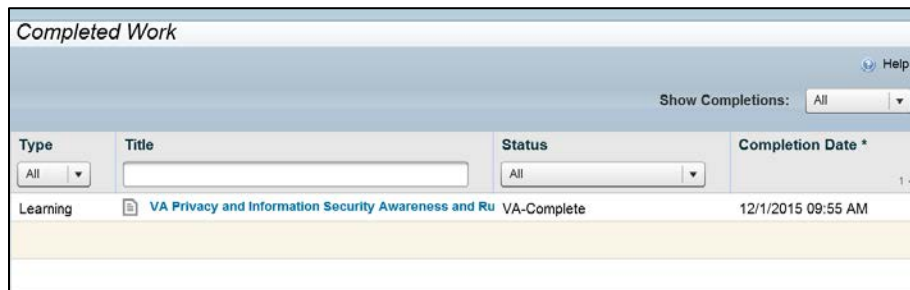 Completed Work
Help
Show Completions: All
Type Title Status Completion Date *
All All
Learning VA Privacy and Information Security Awareness and Ru VA-Complete 12/1/2015 09:55 AM